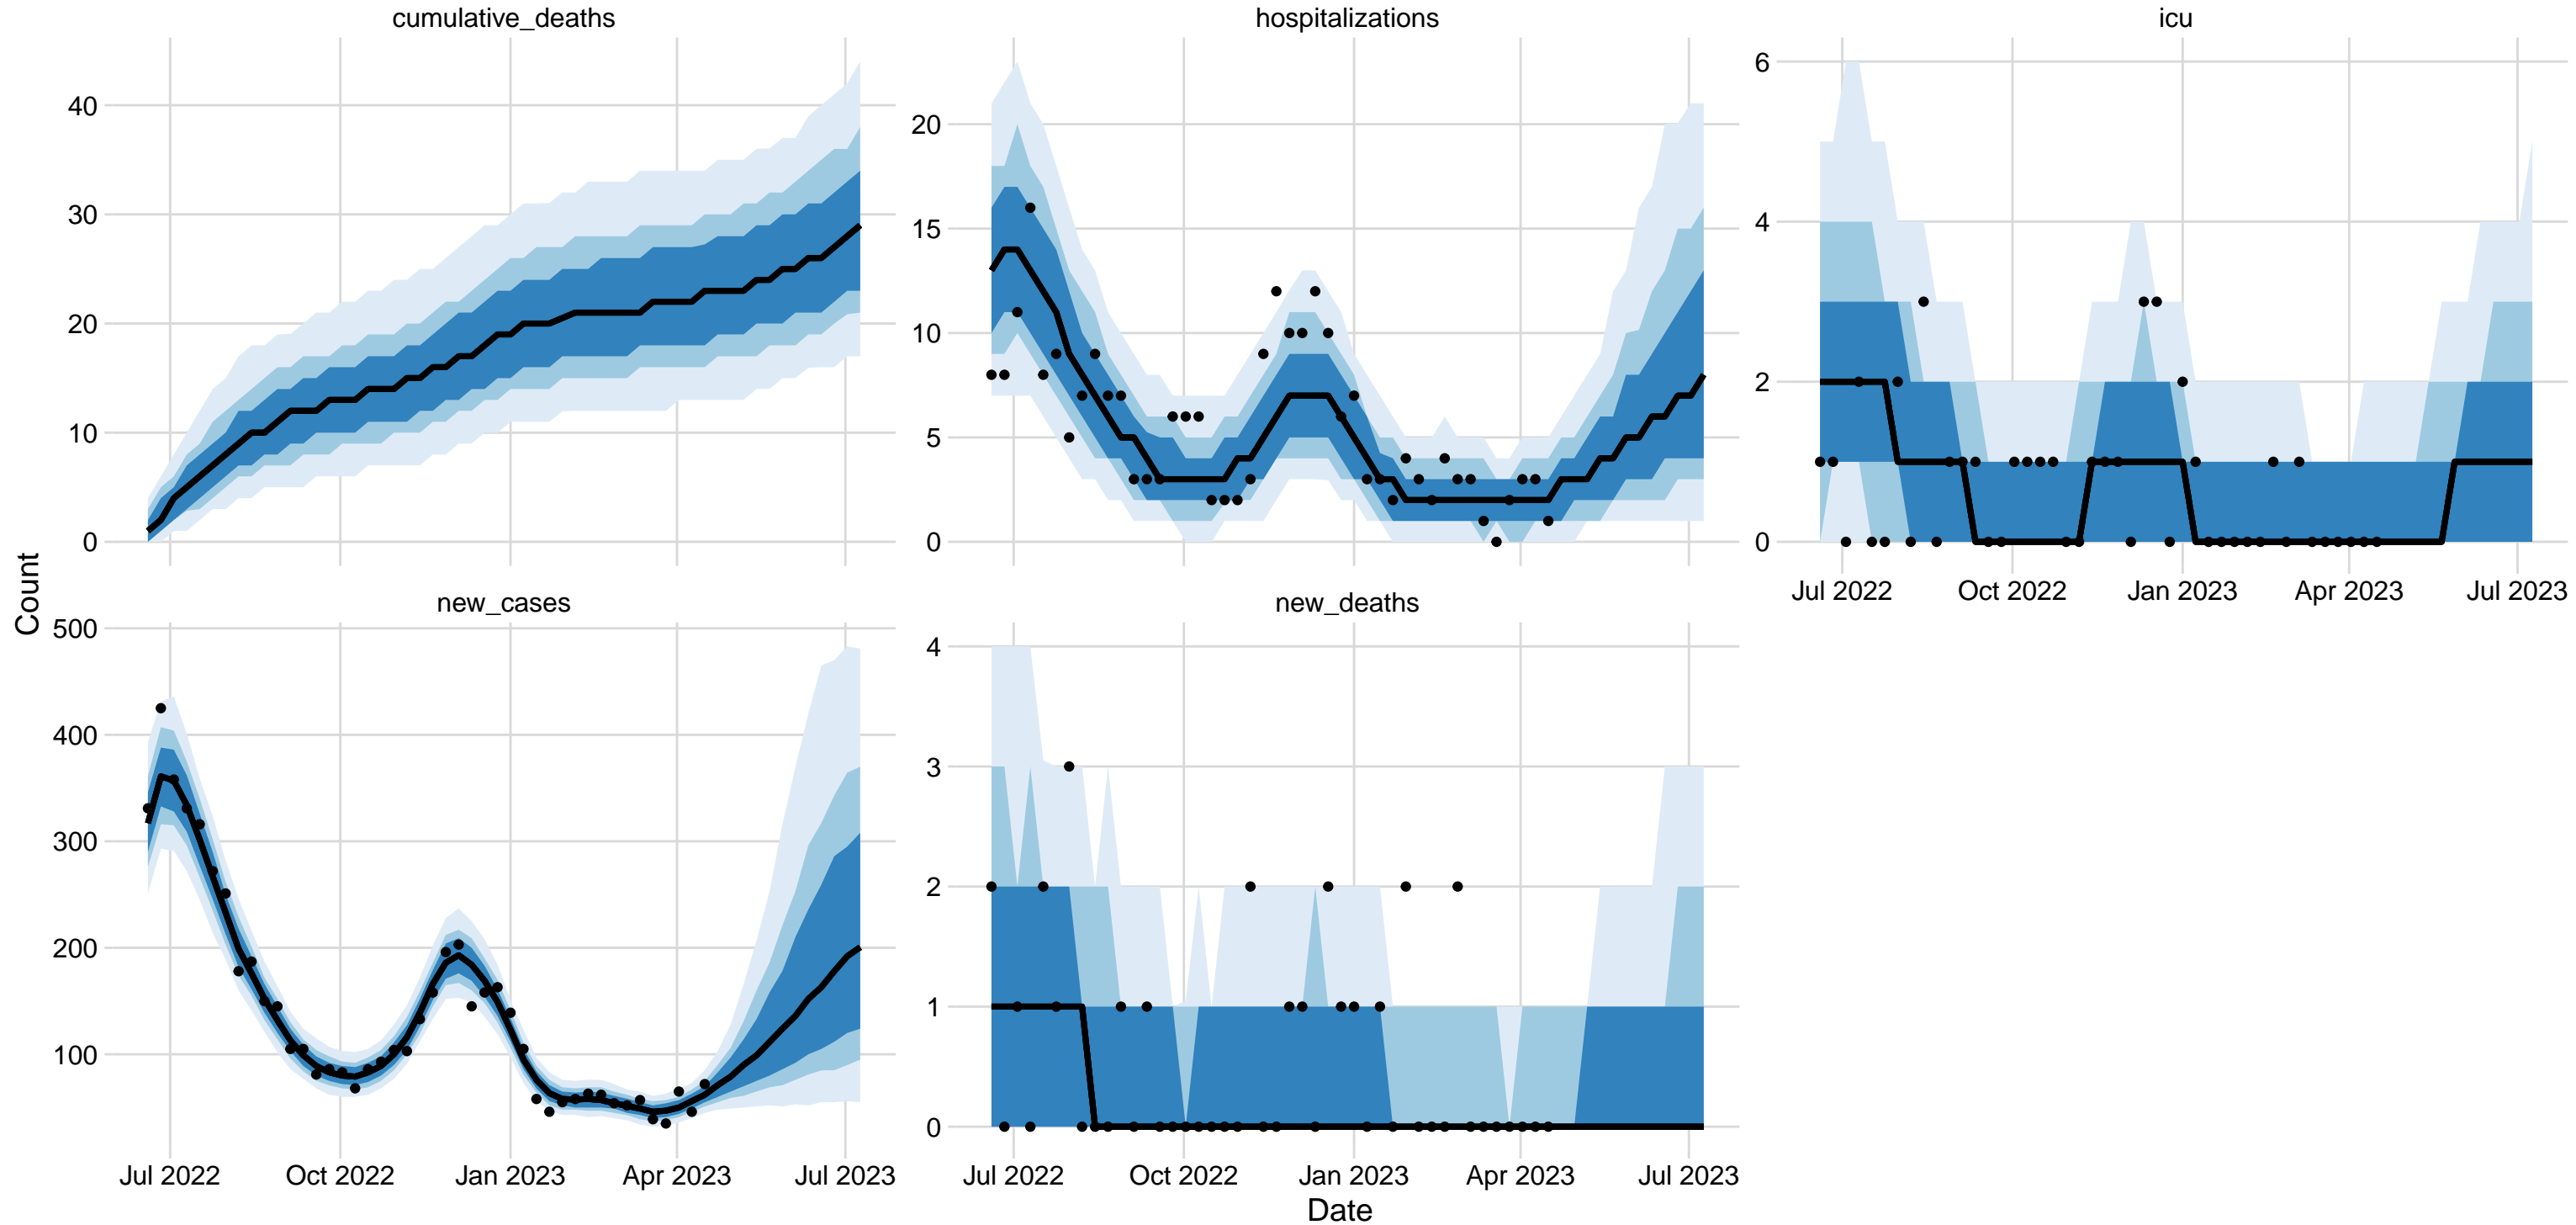 cumulative_deaths
hospitalizations
icu
40
30
20
10
0
20
15
10
5
0
6
4
2
0
Jul 2022 Oct 2022 Jan 2023 Apr 2023 Jul 2023
Count
new_cases
new_deaths
500
400
300
200
100
4
3
2
1
0
Jul 2022 Oct 2022 Jan 2023 Apr 2023 Jul 2023
Jul 2022 Oct 2022 Jan 2023 Apr 2023 Jul 2023
Date